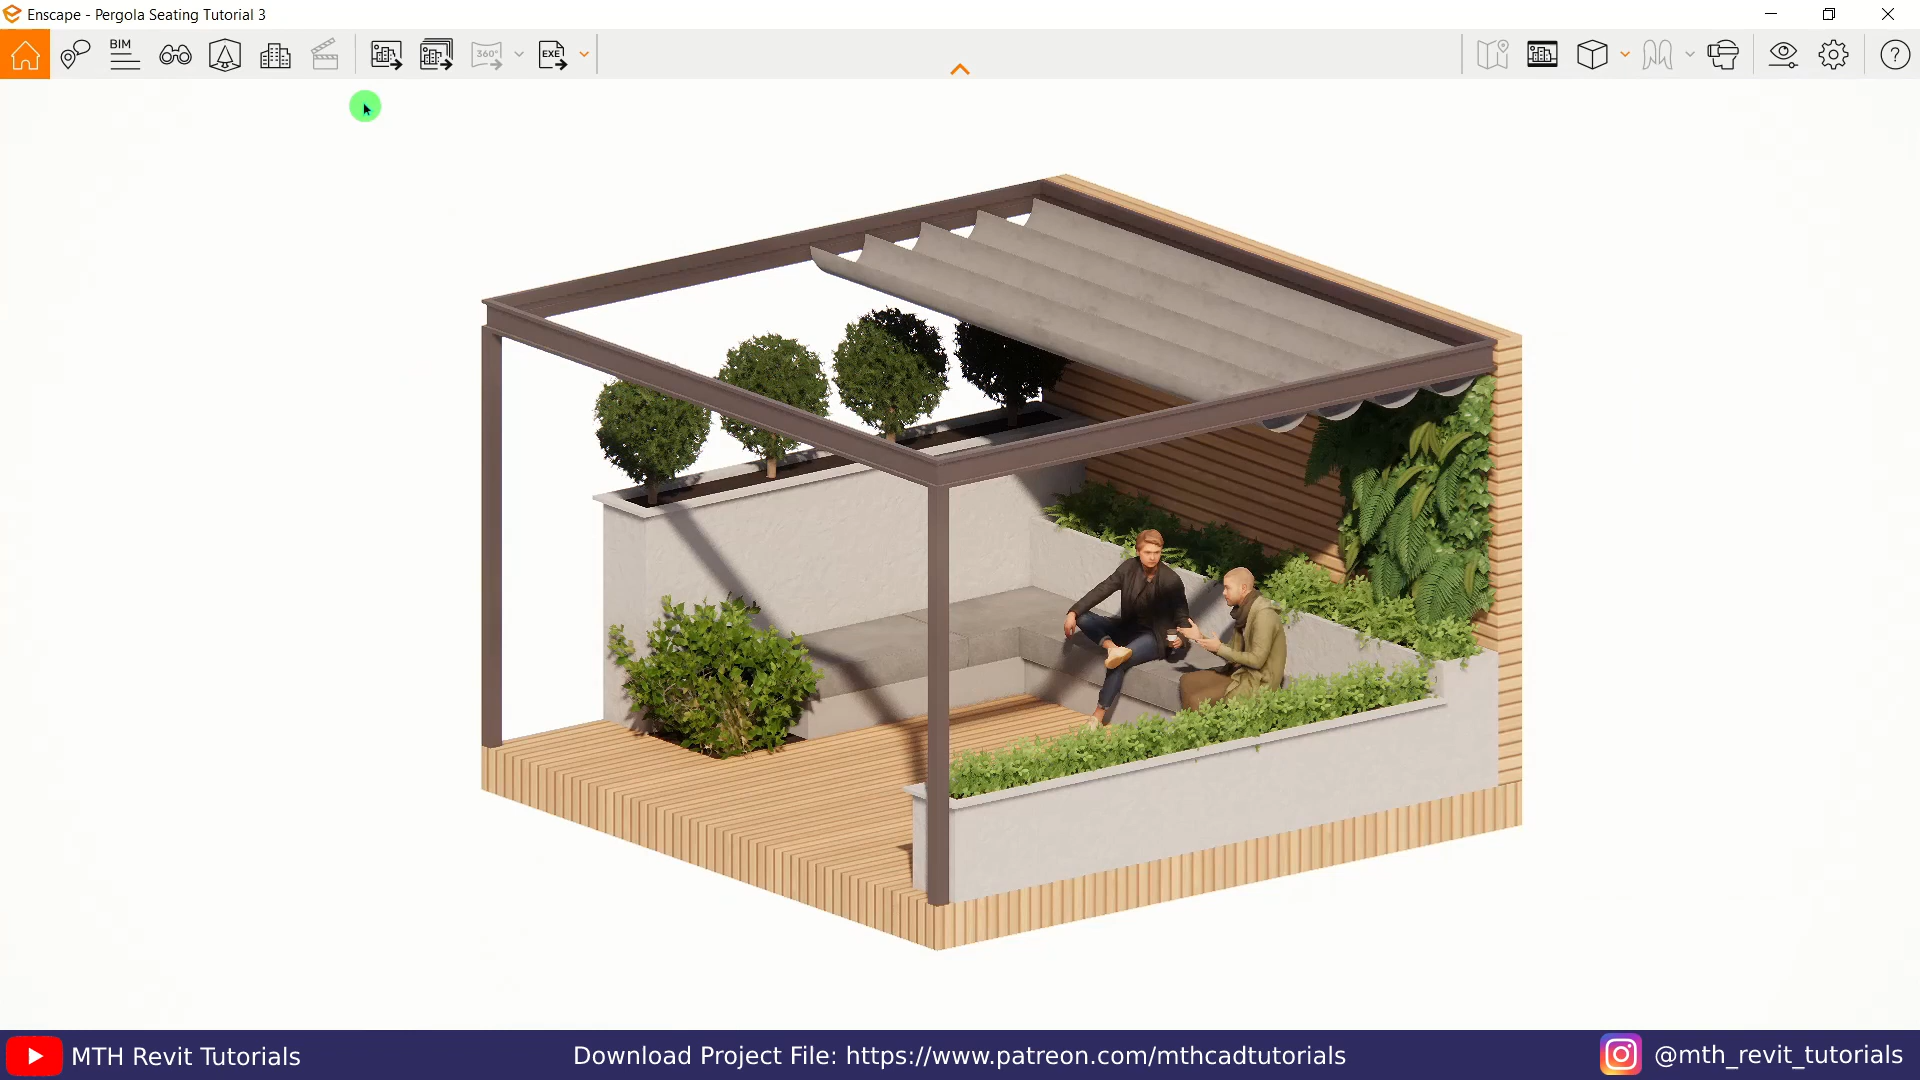 Enscape - Pergola Seating Tutorial 3
BIM
360°
EXE
?
MTH Revit Tutorials
Download Project File: https://www.patreon.com/mthcadtutorials
@mth_revit_tutorials